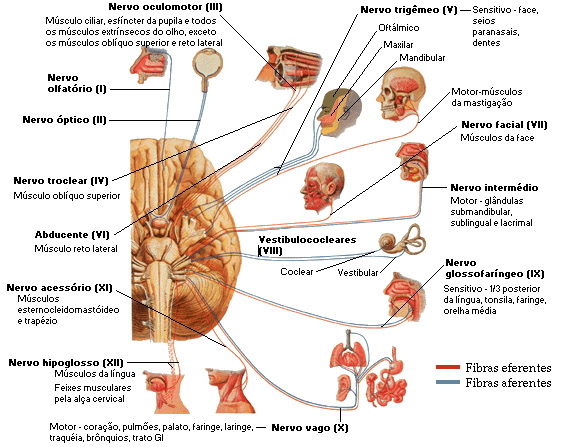 Nervo oculomotor (III)
Músculo ciliar, esfíncter da pupila e todos
os músculos extrínsecos do olho, exceto
os músculos oblíquo superior e reto lateral
Nervo trigêmeo (V)
Sensitivo - face,
seios
paranasais,
dentes
Oftálmico
Maxilar
Mandibular
Nervo
olfatório (I)
Nervo óptico (II)
Motor-músculos
da mastigação
Nervo facial (VII)
Músculos da face
Nervo troclear (IV)
Músculo oblíquo superior
Nervo intermédio
Motor - glândulas
submandibular,
sublingual e lacrimal
Abducente (VI)
Músculo reto lateral
Vestibulococleares
(VIII)
Coclear
Vestibular
Nervo
glossofaríngeo (IX)
Sensitivo - 1/3 posterior
da língua, tonsila, faringe,
orelha média
Nervo acessório (XI)
Músculos
esternocleidomastóideo
e trapézio
Nervo hipoglosso (XII)
Músculos da língua
Feixes musculares
pela alça cervical
Fibras eferentes
Fibras aferentes
Motor - coração, pulmões, palato, faringe, laringe,
traquéia, brônquios, trato GI
Nervo vago (X)